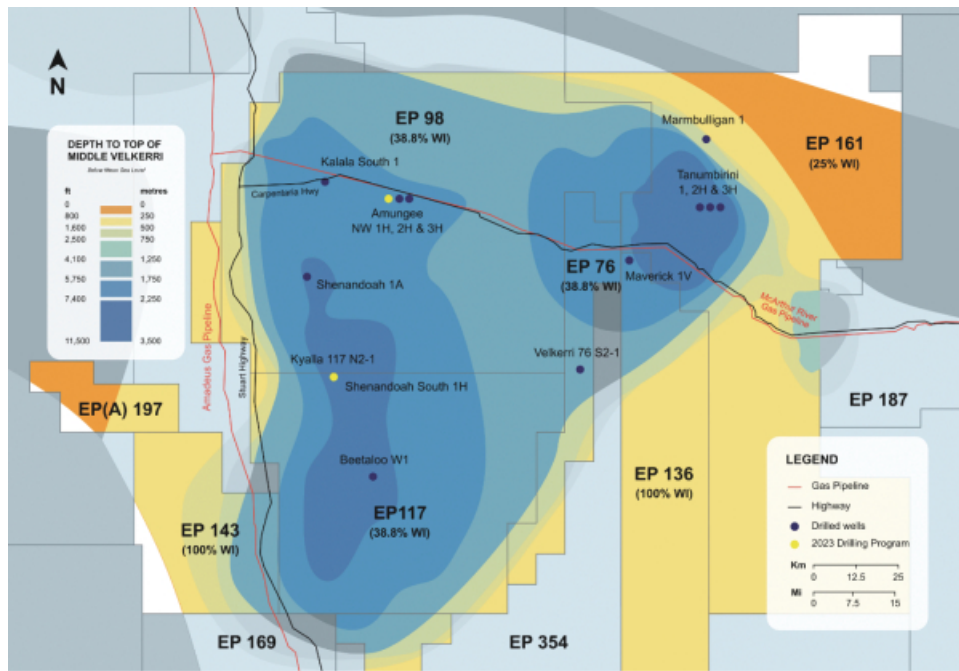 N
DEPTH TO TOP OF
MIDDLE VELKERRI
Below Mean Sea Level
ft metres
0 0
800 250
1,600 500
2,500 750
4,100 1,250
5,750 1,750
7,400 2,250
11,500 3,500
EP 98
(38.8% WI)
Marmbulligan 1
EP 161
(25% WI)
Kalala South 1
Carpentaria Hwy
Tanumbirini
1, 2H & 3H
Amungee
NW 1H, 2H & 3H
EP 76
(38.8% WI)
Maverick 1V
Shenandoah 1A
McArthur River
Gas Pipeline
Amadeus Gas Pipeline
Stuart Highway
Kyalla 117 N2-1
Shenandoah South 1H
Velkerri 76 S2-1
EP(A) 197
EP 187
Beetaloo W1
EP117
(38.8% WI)
EP 136
(100% WI)
EP 143
(100% WI)
LEGEND
Gas Pipeline
Highway
Drilled wells
2023 Drilling Program
Km
0 12.5 25
Mi
0 7.5 15
EP 169
EP 354